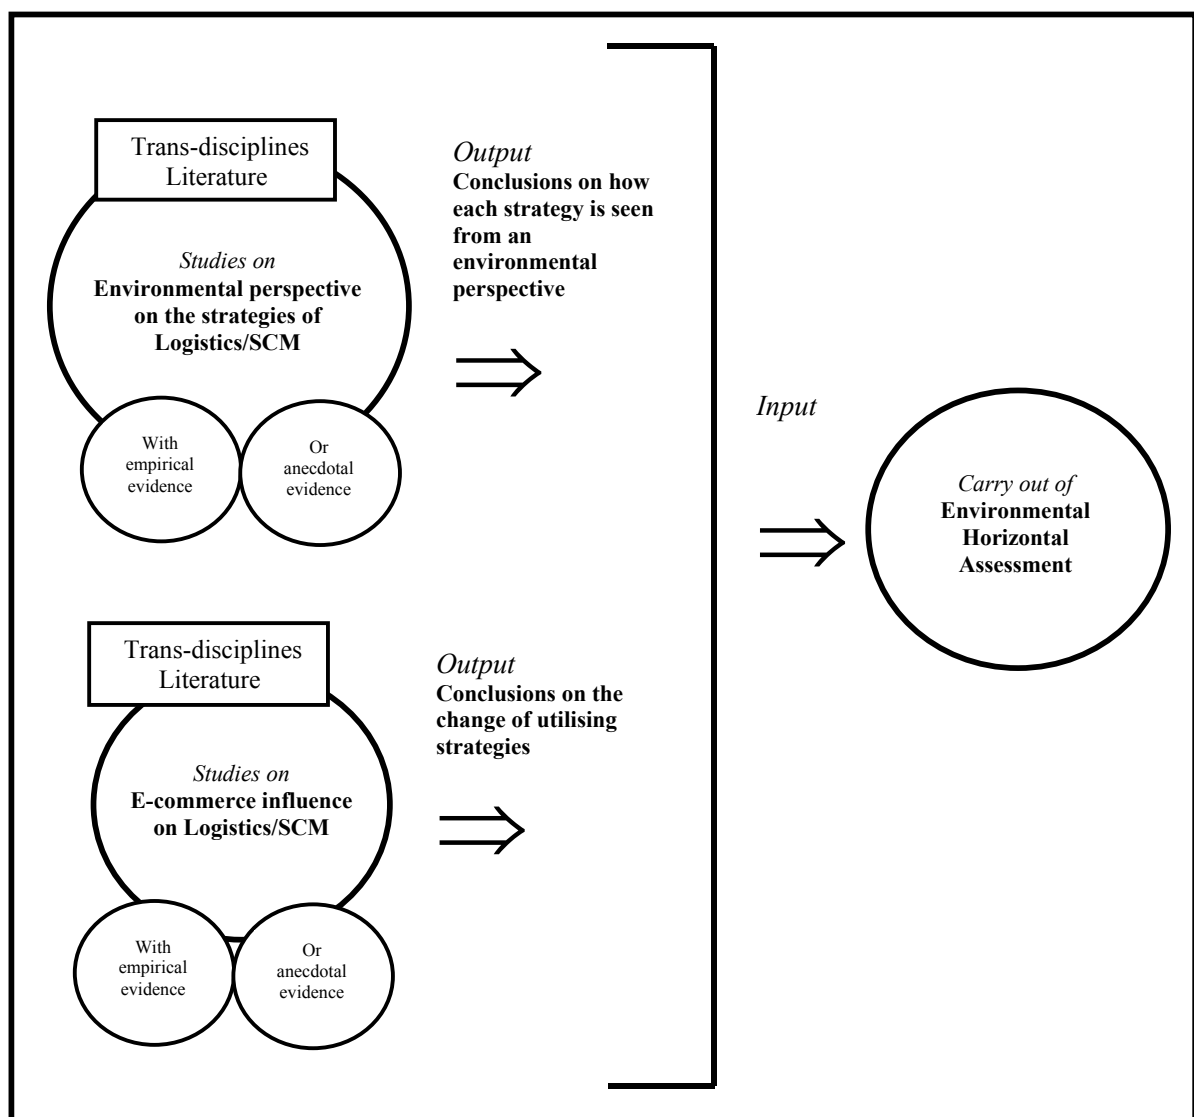 Trans-disciplines
Literature
Studies on
Environmental perspective
on the strategies of
Logistics/SCM
With
empirical
evidence
Or
anecdotal
evidence
Output
Conclusions on how
each strategy is seen
from an
environmental
perspective
Trans-disciplines
Literature
Studies on
E-commerce influence
on Logistics/SCM
With
empirical
evidence
Or
anecdotal
evidence
Output
Conclusions on the
change of utilising
strategies
Input
Carry out of
Environmental
Horizontal
Assessment